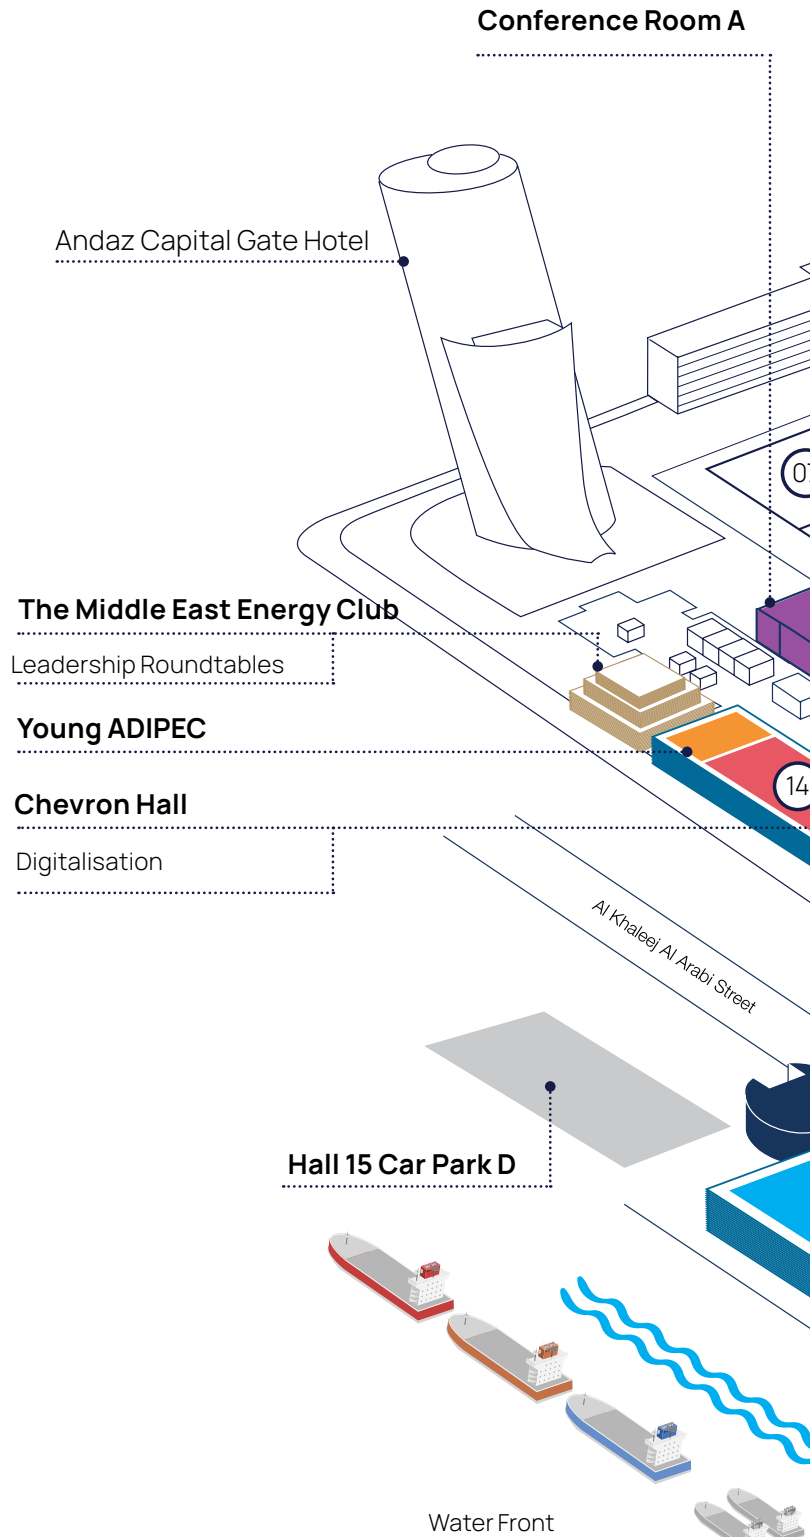 Conference Room A
Andaz Capital Gate Hotel
The Middle East Energy Club
Leadership Roundtables
Young ADIPEC
14
Chevron Hall
Digitalisation
Al Khaleej Al Arabi Street
Hall 15 Car Park D
Water Front